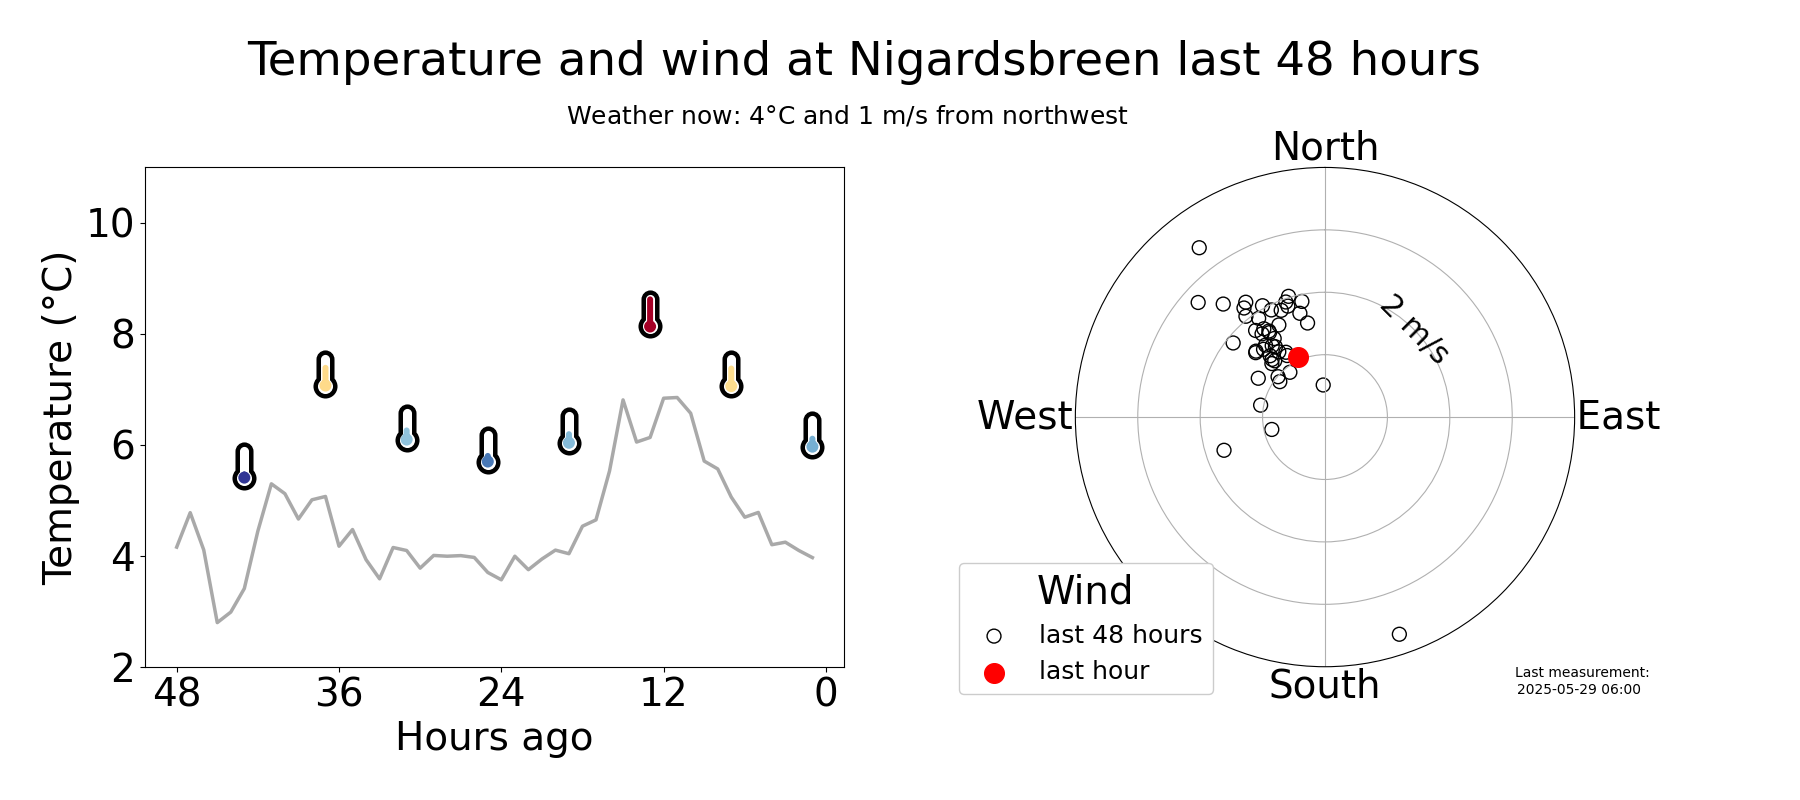 Temperature and wind at Nigardsbreen last 48 hours
Weather now: 4°C and 1 m/s from northwest
Temperature (°C)
10
8
6
4
2
48 36 24 12 0
Hours ago
North
West
East
South
2 m/s
Wind
last 48 hours
last hour
Last measurement:
2025-05-29 06:00